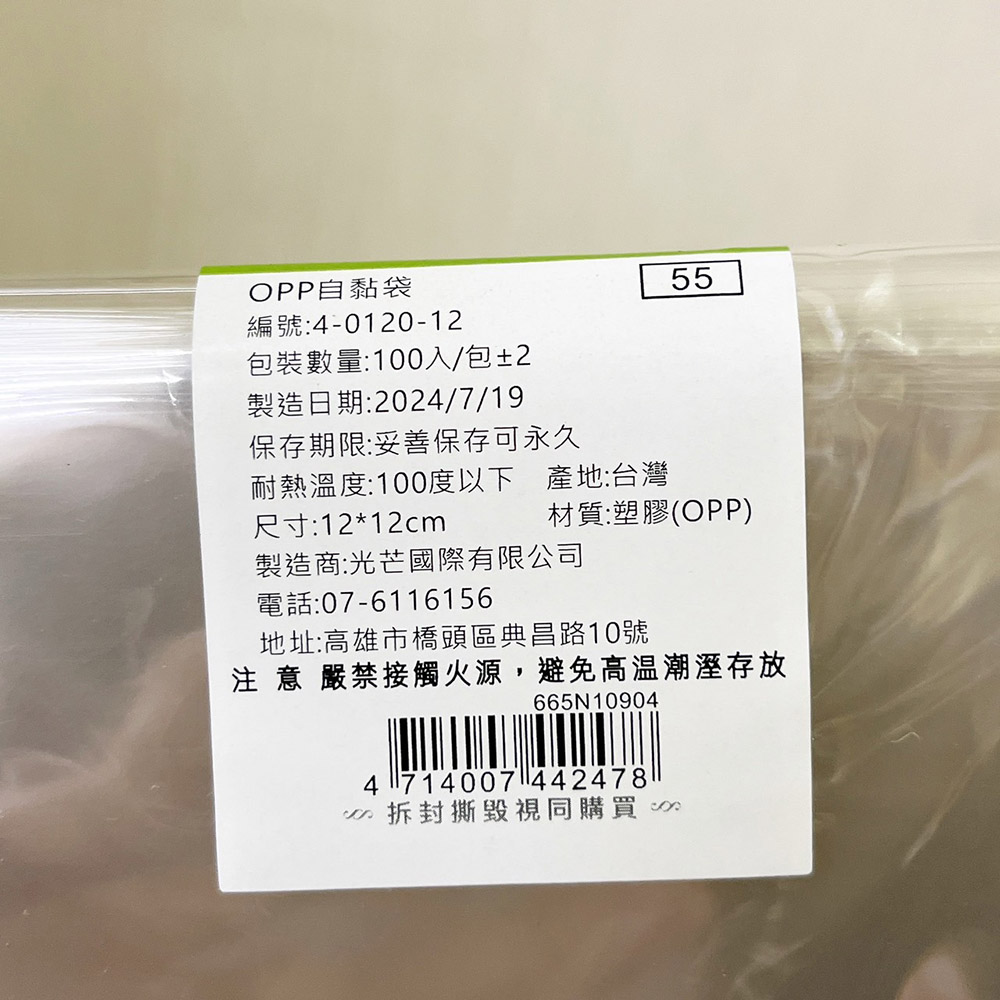 OPP自黏袋
55
編號:4-0120-12
包裝數量:100入/包±2
製造日期:2024/7/19
保存期限:妥善保存可永久
耐熱溫度:100度以下 產地:台灣
尺寸:12*12cm 材質:塑膠(OPP)
製造商:光芒國際有限公司
電話:07-6116156
地址:高雄市橋頭區典昌路10號
注 意 嚴禁接觸火源，避免高温潮溼存放
665N10904
4 714007 442478
拆封撕毀視同購買